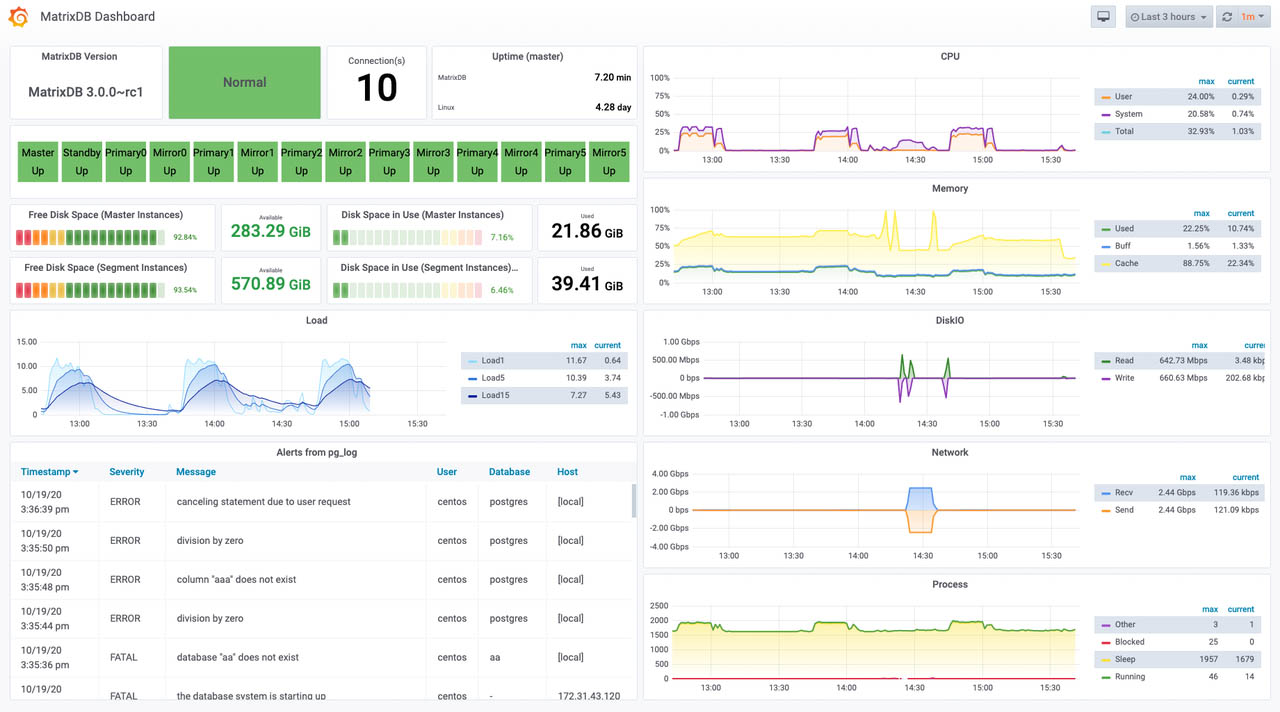 MatrixDB Dashboard
Last 3 hours
1m
MatrixDB Version
MatrixDB 3.0.0~rc1
Normal
Connection(s)
10
Uptime (master)
MatrixDB 7.20 min
Linux 4.28 day
Master Standby Primary0 Mirror0 Primary1 Mirror1 Primary2 Mirror2 Primary3 Mirror3 Primary4 Mirror4 Primary5 Mirror5
Up Up Up Up Up Up Up Up Up Up Up Up Up Up
Free Disk Space (Master Instances)
92.84%
Available
283.29 GiB
Disk Space in Use (Master Instances)
7.16%
Used
21.86 GiB
Free Disk Space (Segment Instances)
93.54%
Available
570.89 GiB
Disk Space in Use (Segment Instances)...
6.46%
Used
39.41 GiB
Load
15.00
10.00
5.00
0
13:00 13:30 14:00 14:30 15:00 15:30
max current
Load1 11.67 0.64
Load5 10.39 3.74
Load15 7.27 5.43
Alerts from pg_log
Timestamp Severity Message User Database Host
10/19/20
3:36:39 pm
ERROR canceling statement due to user request centos postgres [local]
10/19/20
3:35:50 pm
ERROR division by zero centos postgres [local]
10/19/20
3:35:48 pm
ERROR column "aaa" does not exist centos postgres [local]
10/19/20
3:35:44 pm
ERROR division by zero centos postgres [local]
10/19/20
3:35:36 pm
FATAL database "aa" does not exist centos aa [local]
10/19/20
FATAL the database system is starting up centos - 172.31.43.120
CPU
100%
75%
50%
25%
0%
13:00 13:30 14:00 14:30 15:00 15:30
max current
User 24.00% 0.29%
System 20.58% 0.74%
Total 32.93% 1.03%
Memory
100%
75%
50%
25%
0%
13:00 13:30 14:00 14:30 15:00 15:30
max current
Used 22.25% 10.74%
Buff 1.56% 1.33%
Cache 88.75% 22.34%
DiskIO
1.00 Gbps
500.00 Mbps
0 bps
-500.00 Mbps
-1.00 Gbps
13:00 13:30 14:00 14:30 15:00 15:30
max curre
Read 642.73 Mbps 3.48 kb
Write 660.63 Mbps 202.68 kb
Network
4.00 Gbps
2.00 Gbps
0 bps
-2.00 Gbps
-4.00 Gbps
13:00 13:30 14:00 14:30 15:00 15:30
max current
Recv 2.44 Gbps 119.36 kbps
Send 2.44 Gbps 121.09 kbps
Process
2500
2000
1500
1000
500
0
13:00 13:30 14:00 14:30 15:00 15:30
max current
Other 3 1
Blocked 25 0
Sleep 1957 1679
Running 46 14